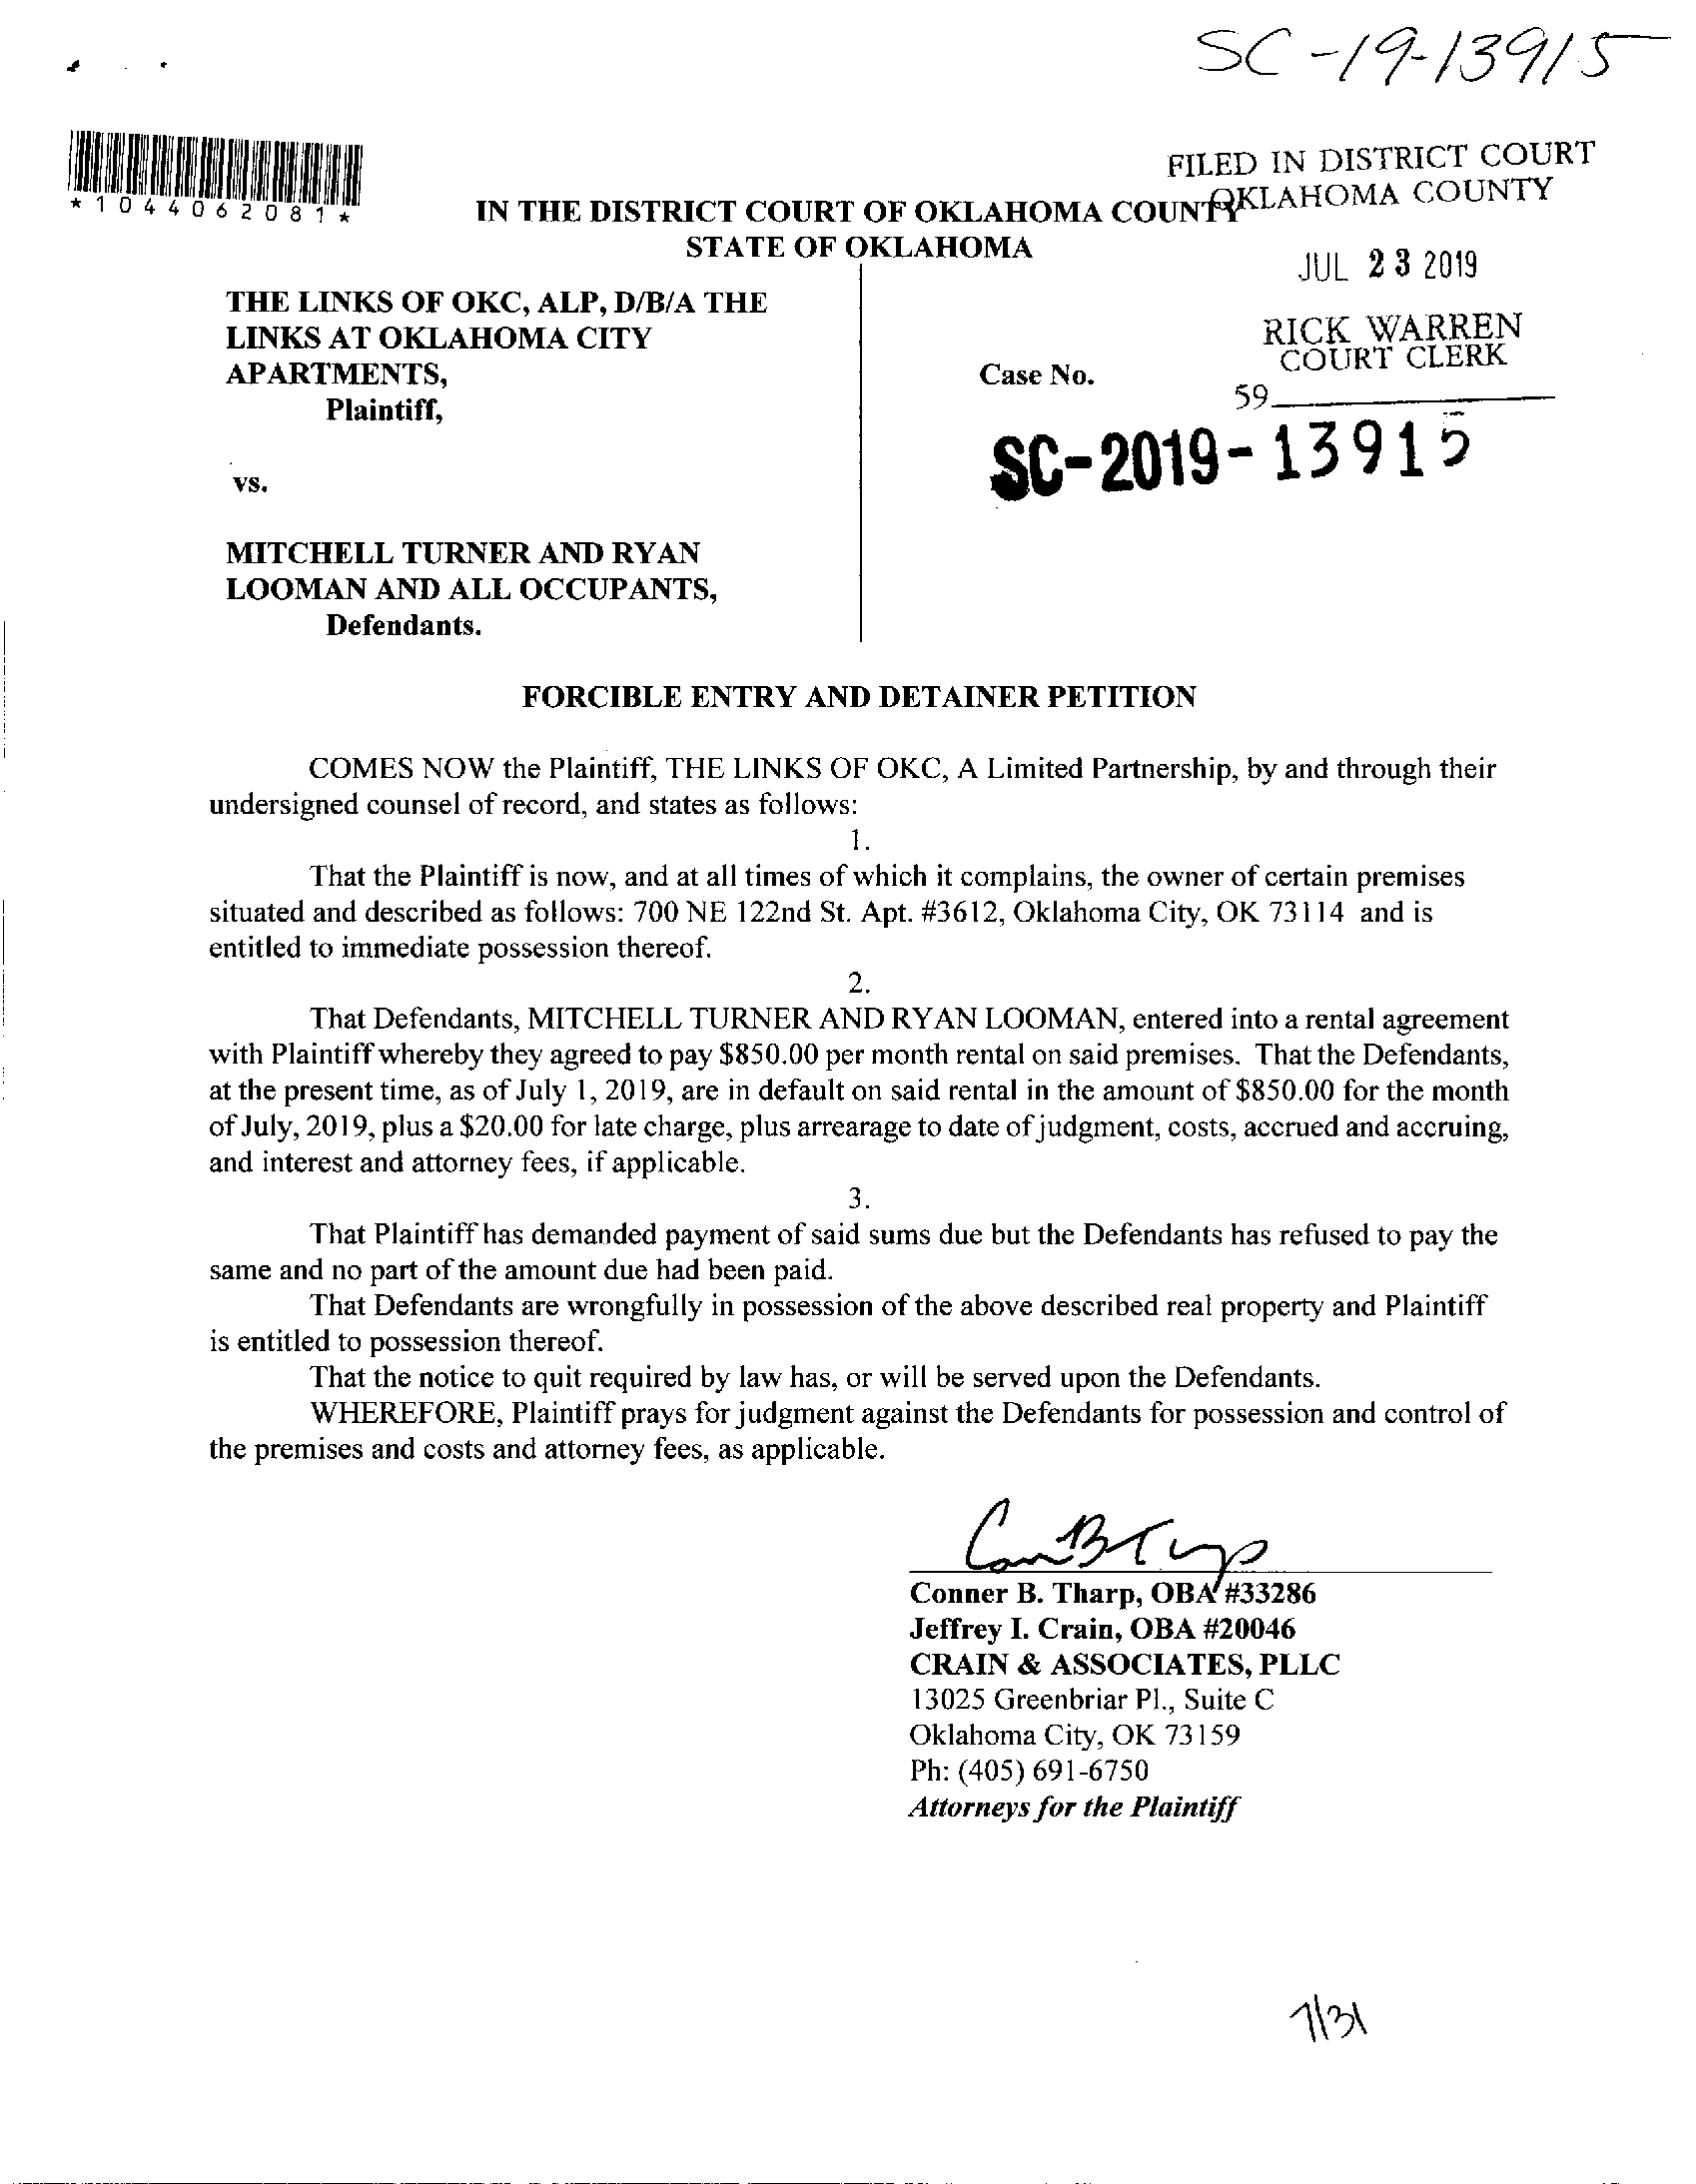 SC-19-13915
*1044062081*
FILED IN DISTRICT COURT
OKLAHOMA COUNTY
IN THE DISTRICT COURT OF OKLAHOMA COUNTY
STATE OF OKLAHOMA
JUL 23 2019
RICK WARREN
COURT CLERK
59
THE LINKS OF OKC, ALP, D/B/A THE
LINKS AT OKLAHOMA CITY
APARTMENTS,
Plaintiff,
Case No.
SC-2019-13915
vs.
MITCHELL TURNER AND RYAN
LOOMAN AND ALL OCCUPANTS,
Defendants.
FORCIBLE ENTRY AND DETAINER PETITION
COMES NOW the Plaintiff, THE LINKS OF OKC, A Limited Partnership, by and through their
undersigned counsel of record, and states as follows:
1.
That the Plaintiff is now, and at all times of which it complains, the owner of certain premises
situated and described as follows: 700 NE 122nd St. Apt. #3612, Oklahoma City, OK 73114 and is
entitled to immediate possession thereof.
2.
That Defendants, MITCHELL TURNER AND RYAN LOOMAN, entered into a rental agreement
with Plaintiff whereby they agreed to pay $850.00 per month rental on said premises. That the Defendants,
at the present time, as of July 1, 2019, are in default on said rental in the amount of $850.00 for the month
of July, 2019, plus a $20.00 for late charge, plus arrearage to date of judgment, costs, accrued and accruing,
and interest and attorney fees, if applicable.
3.
That Plaintiff has demanded payment of said sums due but the Defendants has refused to pay the
same and no part of the amount due had been paid.
That Defendants are wrongfully in possession of the above described real property and Plaintiff
is entitled to possession thereof.
That the notice to quit required by law has, or will be served upon the Defendants.
WHEREFORE, Plaintiff prays for judgment against the Defendants for possession and control of
the premises and costs and attorney fees, as applicable.
Conner B. Tharp, OBA #33286
Jeffrey I. Crain, OBA #20046
CRAIN & ASSOCIATES, PLLC
13025 Greenbriar Pl., Suite C
Oklahoma City, OK 73159
Ph: (405) 691-6750
Attorneys for the Plaintiff
7/31